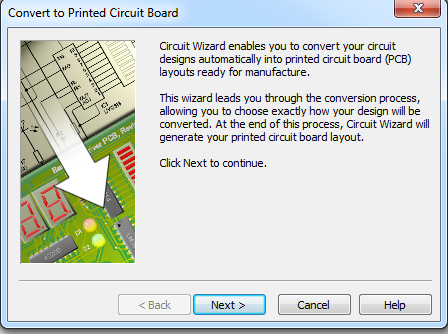 Convert to Printed Circuit Board
Circuit Wizard enables you to convert your circuit
designs automatically into printed circuit board (PCB)
layouts ready for manufacture.
This wizard leads you through the conversion process,
allowing you to choose exactly how your design will be
converted. At the end of this process, Circuit Wizard will
generate your printed circuit board layout.
Click Next to continue.
< Back
Next >
Cancel
Help